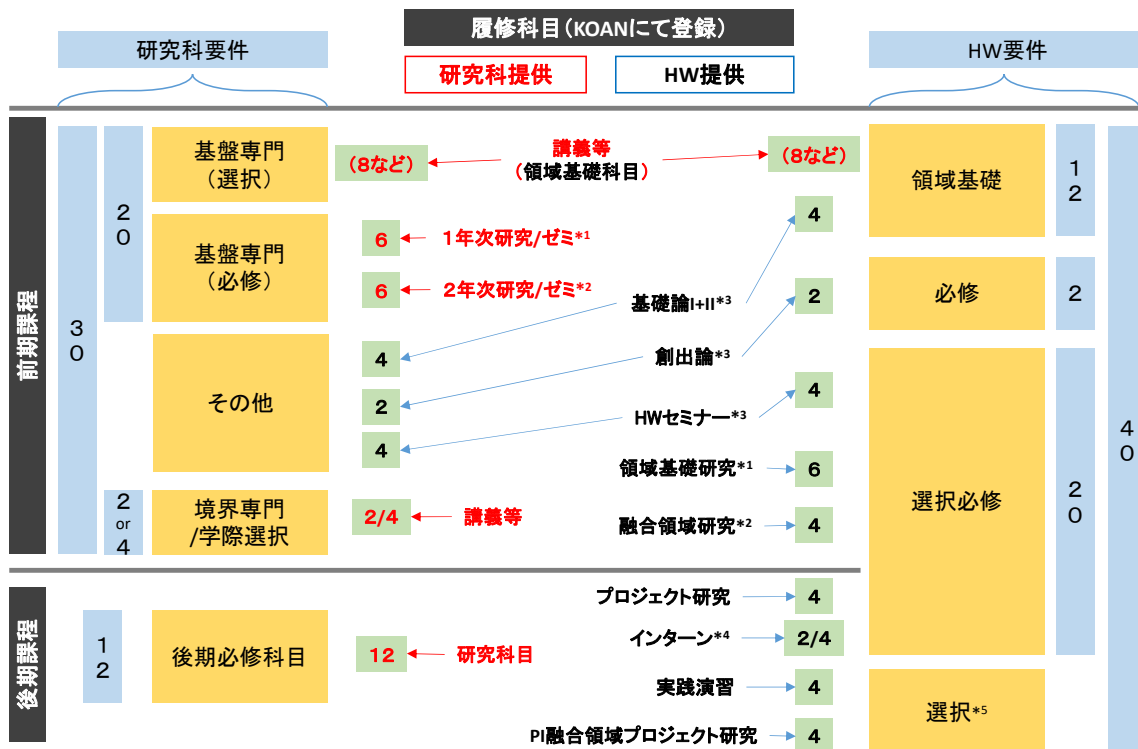 履修科目(KOANにて登録)
研究科要件
HW要件
研究科提供
HW提供
前期課程
30
20
基盤専門
(選択)
(8など)
講義等
(領域基礎科目)
(8など)
領域基礎
12
基盤専門
(必修)
6
1年次研究/ゼミ*1
4
6
2年次研究/ゼミ*2
基礎論I+II*3
2
必修
2
その他
4
創出論*3
2
4
HWセミナー*3
4
選択必修
20
40
領域基礎研究*1
6
2
or
4
境界専門
/学際選択
2/4
講義等
融合領域研究*2
4
後期課程
12
後期必修科目
12
研究科目
プロジェクト研究
4
インターン*4
2/4
実践演習
4
選択*5
PI融合領域プロジェクト研究
4